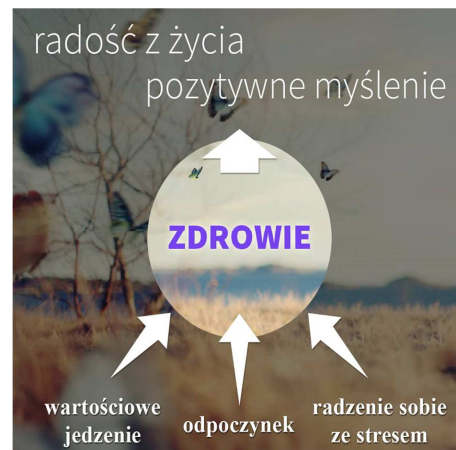 radość z życia
pozytywne myślenie
ZDROWIE
wartościowe
jedzenie
odpoczynek
radzenie sobie
ze stresem